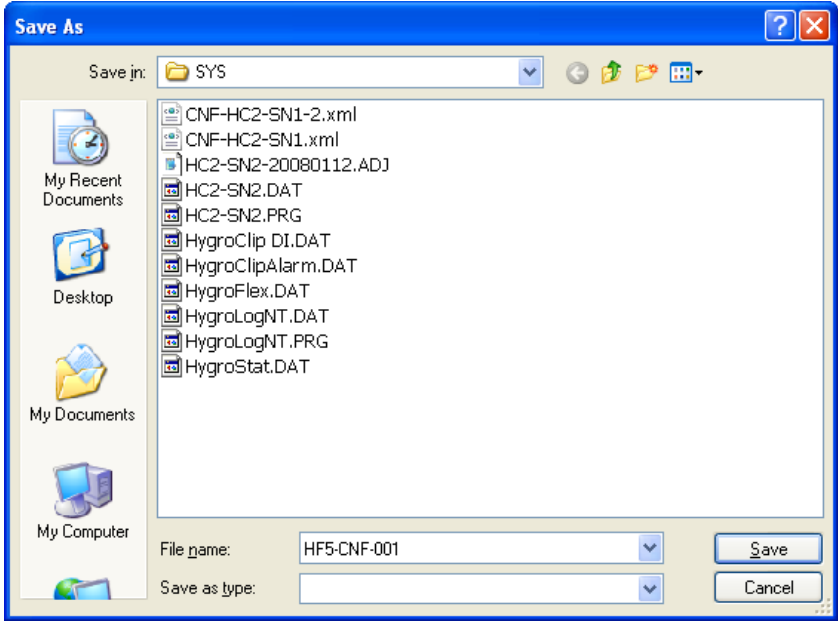 Save As
Save in:
SYS
My Recent
Documents
Desktop
My Documents
My Computer
CNF-HC2-SN1-2.xml
CNF-HC2-SN1.xml
HC2-SN2-20080112.ADJ
HC2-SN2.DAT
HC2-SN2.PRG
HygroClip DI.DAT
HygroClipAlarm.DAT
HygroFlex.DAT
HygroLogNT.DAT
HygroLogNT.PRG
HygroStat.DAT
File name:
HF5-CNF-001
Save
Save as type:
Cancel